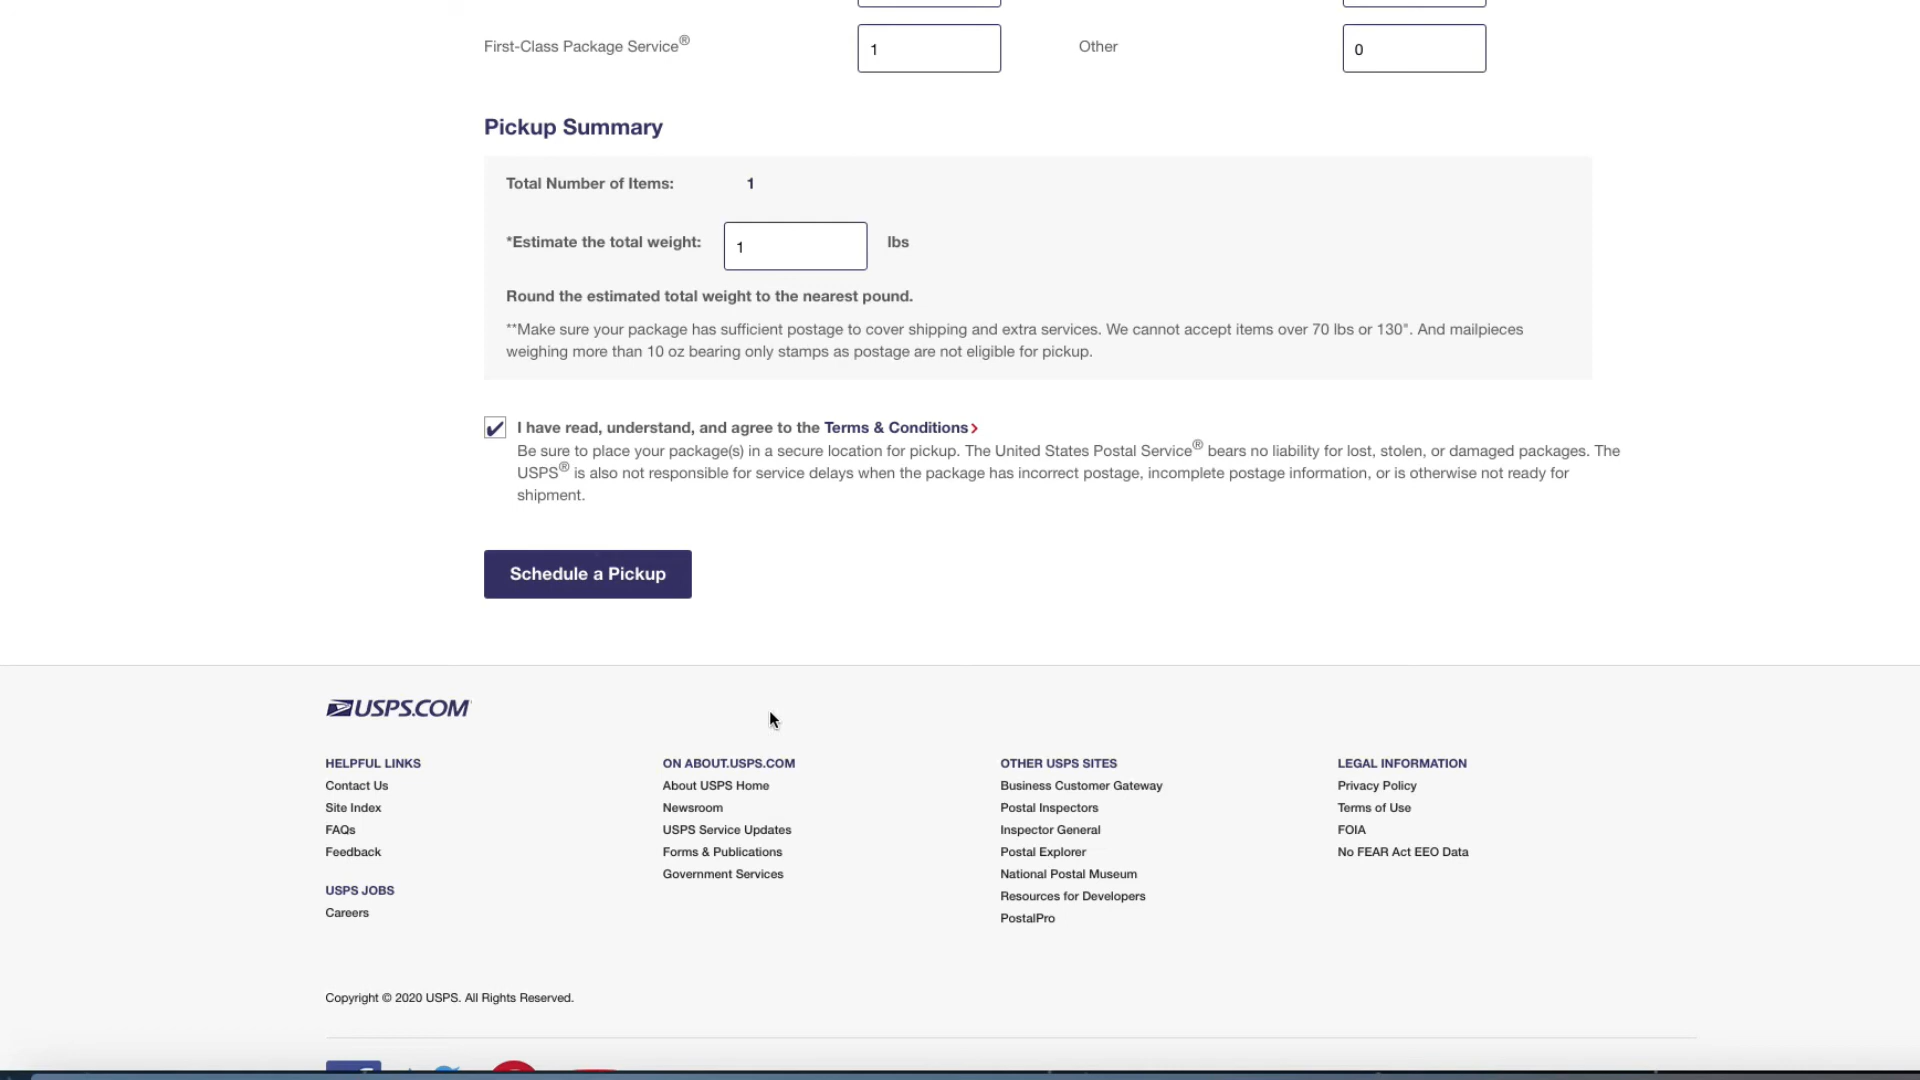 First-Class Package Service® 1 Other 0
Pickup Summary
Total Number of Items: 1
*Estimate the total weight: 1 lbs
Round the estimated total weight to the nearest pound.
**Make sure your package has sufficient postage to cover shipping and extra services. We cannot accept items over 70 lbs or 130". And mailpieces
weighing more than 10 oz bearing only stamps as postage are not eligible for pickup.
I have read, understand, and agree to the Terms & Conditions
Be sure to place your package(s) in a secure location for pickup. The United States Postal Service® bears no liability for lost, stolen, or damaged packages. The
USPS® is also not responsible for service delays when the package has incorrect postage, incomplete postage information, or is otherwise not ready for
shipment.
Schedule a Pickup
USPS.COM
HELPFUL LINKS
Contact Us
Site Index
FAQs
Feedback
USPS JOBS
Careers
ON ABOUT.USPS.COM
About USPS Home
Newsroom
USPS Service Updates
Forms & Publications
Government Services
OTHER USPS SITES
Business Customer Gateway
Postal Inspectors
Inspector General
Postal Explorer
National Postal Museum
Resources for Developers
PostalPro
LEGAL INFORMATION
Privacy Policy
Terms of Use
FOIA
No FEAR Act EEO Data
Copyright © 2020 USPS. All Rights Reserved.